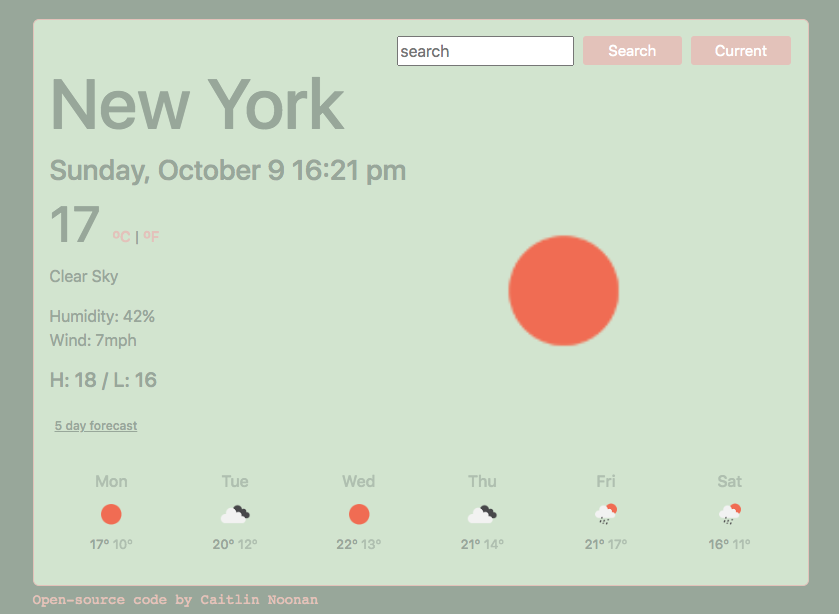 search Search Current
New York
Sunday, October 9 16:21 pm
17 ºC | ºF
Clear Sky
Humidity: 42%
Wind: 7mph
H: 18 / L: 16
5 day forecast
Mon Tue Wed Thu Fri Sat
17° 10° 20° 12° 22° 13° 21° 14° 21° 17° 16° 11°
Open-source code by Caitlin Noonan